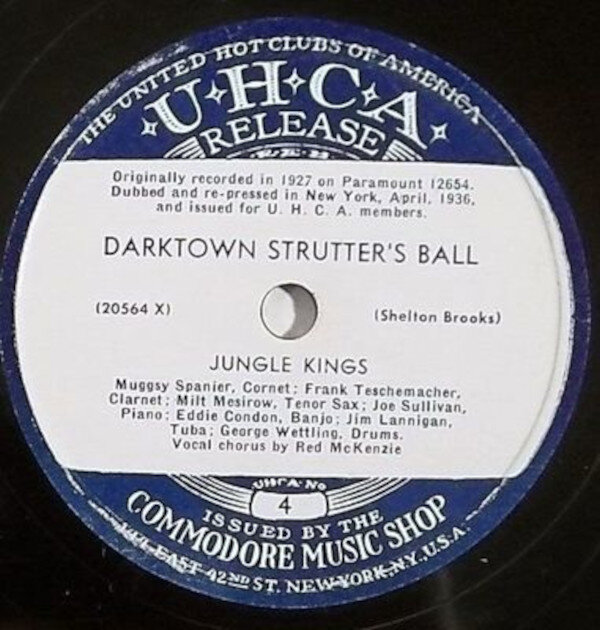 THE UNITED HOT CLUBS OF AMERICA
U·H·C·A·
RELEASE
Originally recorded in 1927 on Paramount 12654.
Dubbed and re-pressed in New York, April, 1936,
and issued for U. H. C. A. members.
DARKTOWN STRUTTER'S BALL
(20564 X)
(Shelton Brooks)
JUNGLE KINGS
Muggsy Spanier, Cornet; Frank Teschemacher,
Clarnet; Milt Mesirow, Tenor Sax; Joe Sullivan,
Piano; Eddie Condon, Banjo; Jim Lannigan,
Tuba; George Wettling, Drums.
Vocal chorus by Red McKenzie
UHCA No
4
ISSUED BY THE
COMMODORE MUSIC SHOP
EAST 42ND ST. NEW YORK, N.Y., U.S.A.